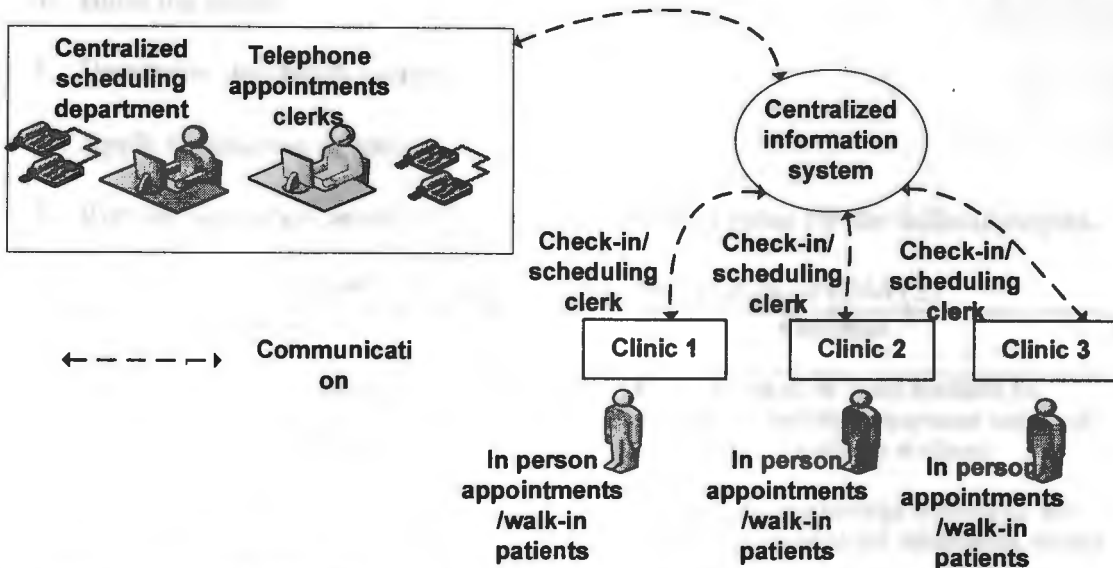 Centralized
scheduling
department
Telephone
appointments
clerks
Centralized
information
system
Check-in/
scheduling
clerk
Check-in/
scheduling
clerk
Check-in/
scheduling
clerk
Communicati
on
Clinic 1
Clinic 2
Clinic 3
In person
appointments
/walk-in
patients
In person
appointments
/walk-in
patients
In person
appointments
/walk-in
patients